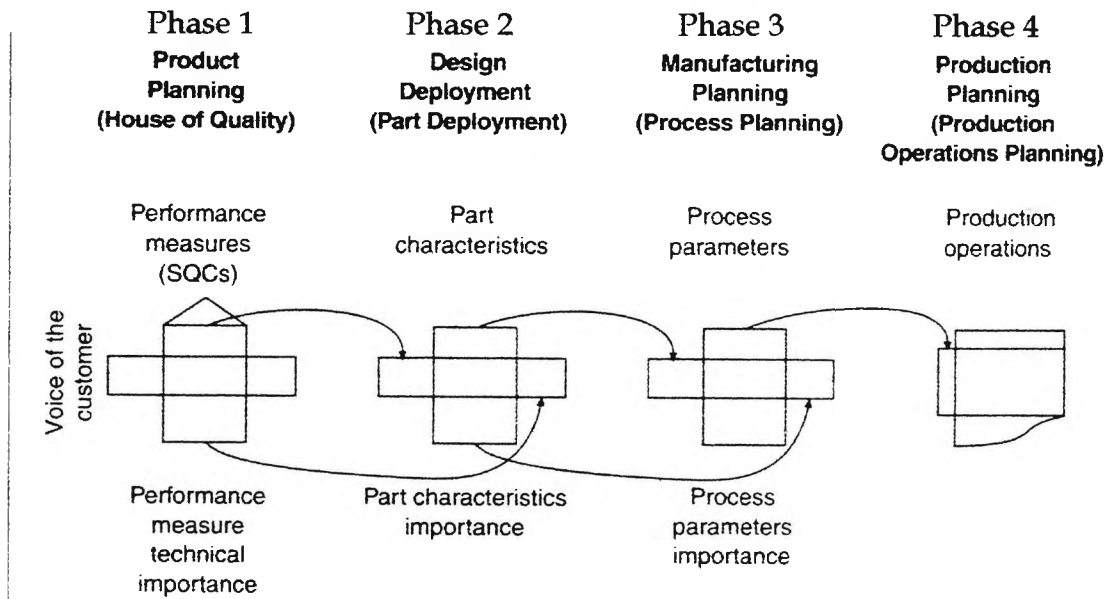 Phase 1
Product
Planning
(House of Quality)
Phase 2
Design
Deployment
(Part Deployment)
Phase 3
Manufacturing
Planning
(Process Planning)
Phase 4
Production
Planning
(Production
Operations Planning)
Performance
measures
(SQCs)
Part
characteristics
Process
parameters
Production
operations
Voice of the
customer
Performance
measure
technical
importance
Part characteristics
importance
Process
parameters
importance